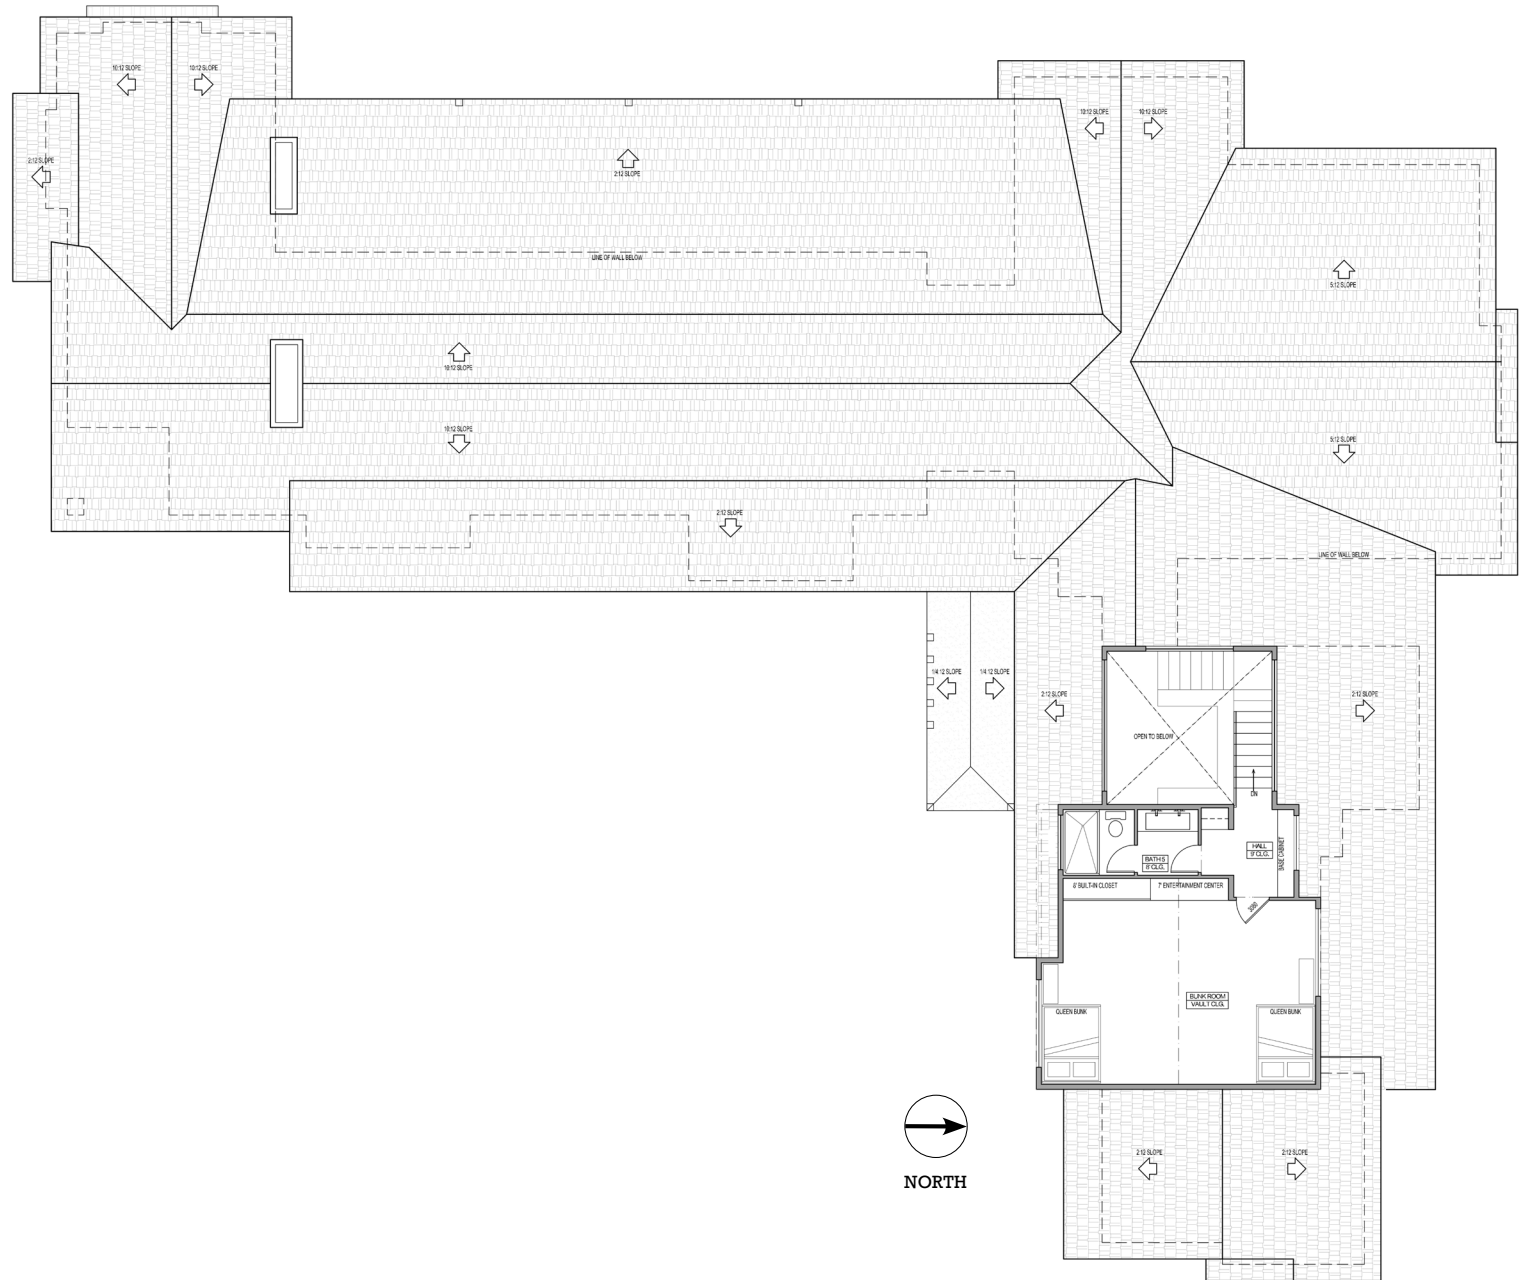 10:12 SLOPE
10:12 SLOPE
2:12 SLOPE
2:12 SLOPE
10:12 SLOPE
10:12 SLOPE
LINE OF WALL BELOW
5:12 SLOPE
10:12 SLOPE
10:12 SLOPE
5:12 SLOPE
2:12 SLOPE
LINE OF WALL BELOW
1/4:12 SLOPE
1/4:12 SLOPE
2:12 SLOPE
2:12 SLOPE
OPEN TO BELOW
DN
BATH 5
8' CLG.
HALL
9' CLG.
BASE CABINET
8' BUILT-IN CLOSET
7' ENTERTAINMENT CENTER
3080
BUNK ROOM
VAULT CLG.
QUEEN BUNK
QUEEN BUNK
NORTH
2:12 SLOPE
2:12 SLOPE